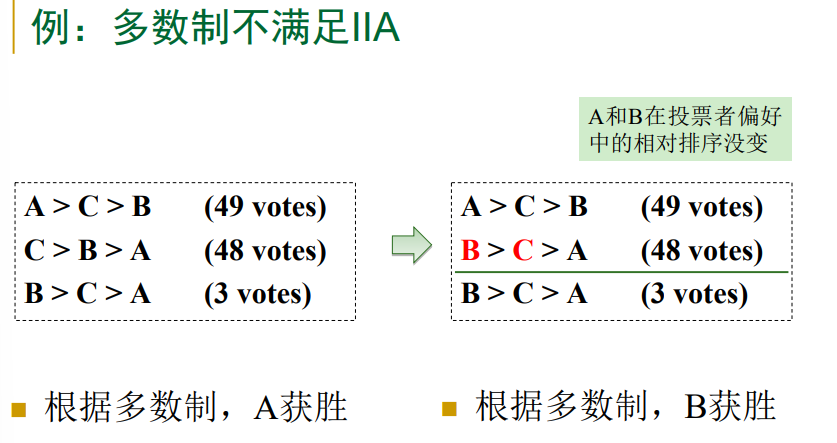 例：多数制不满足IIA
A和B在投票者偏好
中的相对排序没变
A > C > B (49 votes)
C > B > A (48 votes)
B > C > A (3 votes)
A > C > B (49 votes)
B > C > A (48 votes)
B > C > A (3 votes)
根据多数制，A获胜
根据多数制，B获胜